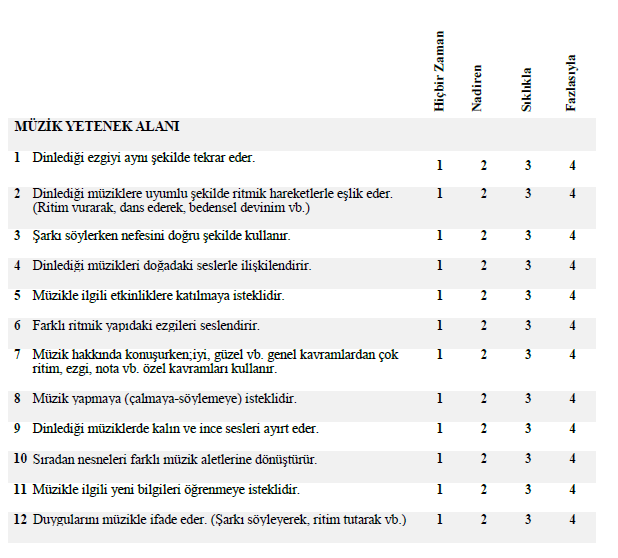 Hiçbir Zaman
Nadiren
Sıklıkla
Fazlasıyla
MÜZİK YETENEK ALANI
1 Dinlediği ezgiyi aynı şekilde tekrar eder. 1 2 3 4
2 Dinlediği müziklere uyumlu şekilde ritmik hareketlerle eşlik eder. 1 2 3 4
(Ritim vurarak, dans ederek, bedensel devinim vb.)
3 Şarkı söylerken nefesini doğru şekilde kullanır. 1 2 3 4
4 Dinlediği müzikleri doğadaki seslerle ilişkilendirir. 1 2 3 4
5 Müzikle ilgili etkinliklere katılmaya isteklidir. 1 2 3 4
6 Farklı ritmik yapıdaki ezgileri seslendirir. 1 2 3 4
7 Müzik hakkında konuşurken;iyi, güzel vb. genel kavramlardan çok 1 2 3 4
ritim, ezgi, nota vb. özel kavramları kullanır.
8 Müzik yapmaya (çalmaya-söylemeye) isteklidir. 1 2 3 4
9 Dinlediği müziklerde kalın ve ince sesleri ayırt eder. 1 2 3 4
10 Sıradan nesneleri farklı müzik aletlerine dönüştürür. 1 2 3 4
11 Müzikle ilgili yeni bilgileri öğrenmeye isteklidir. 1 2 3 4
12 Duygularını müzikle ifade eder. (Şarkı söyleyerek, ritim tutarak vb.) 1 2 3 4